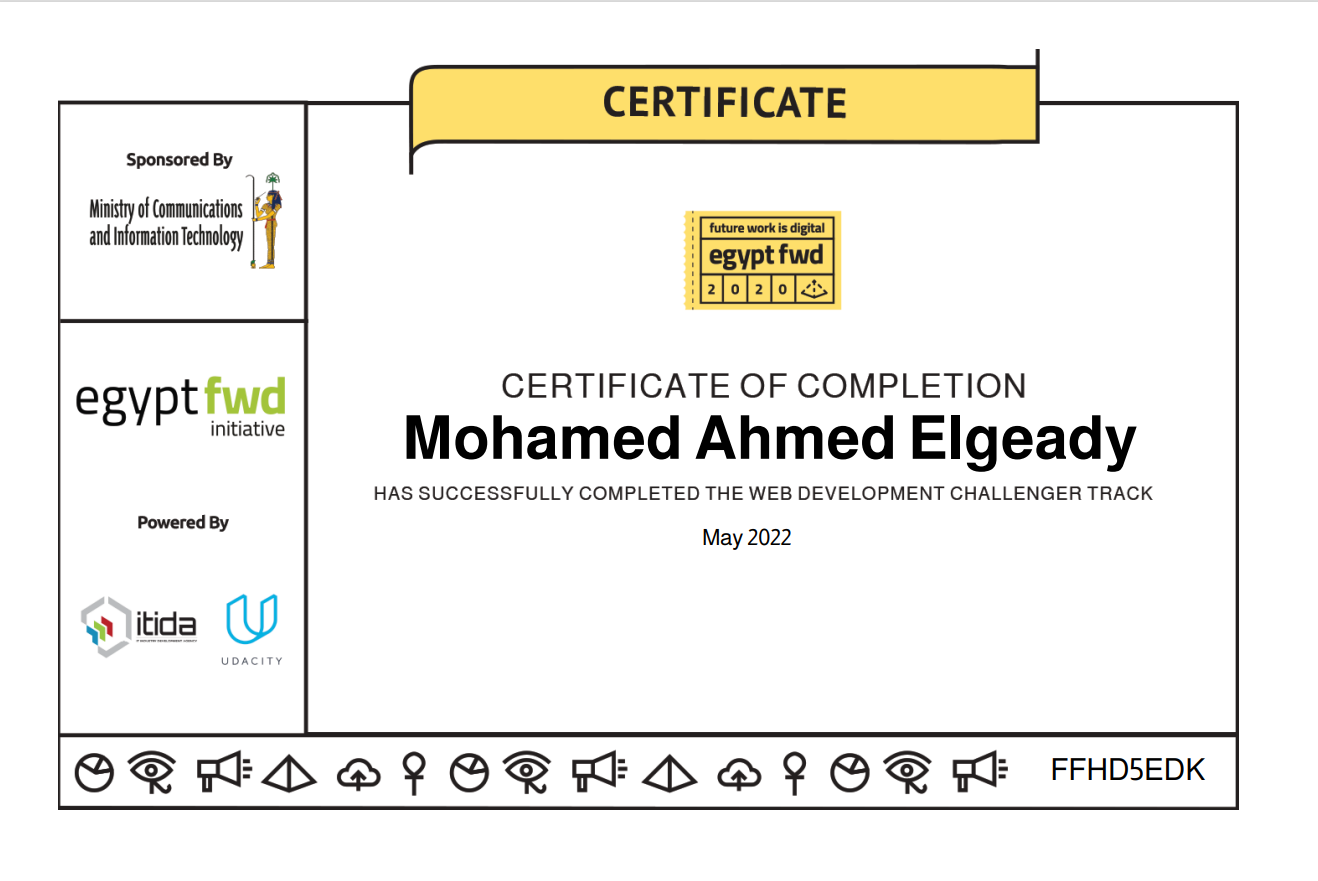 CERTIFICATE
Sponsored By
Ministry of Communications
and Information Technology
egypt fwd
initiative
Powered By
itida
UDACITY
future work is digital
egypt fwd
2 0 2 0
CERTIFICATE OF COMPLETION
Mohamed Ahmed Elgeady
HAS SUCCESSFULLY COMPLETED THE WEB DEVELOPMENT CHALLENGER TRACK
May 2022
FFHD5EDK